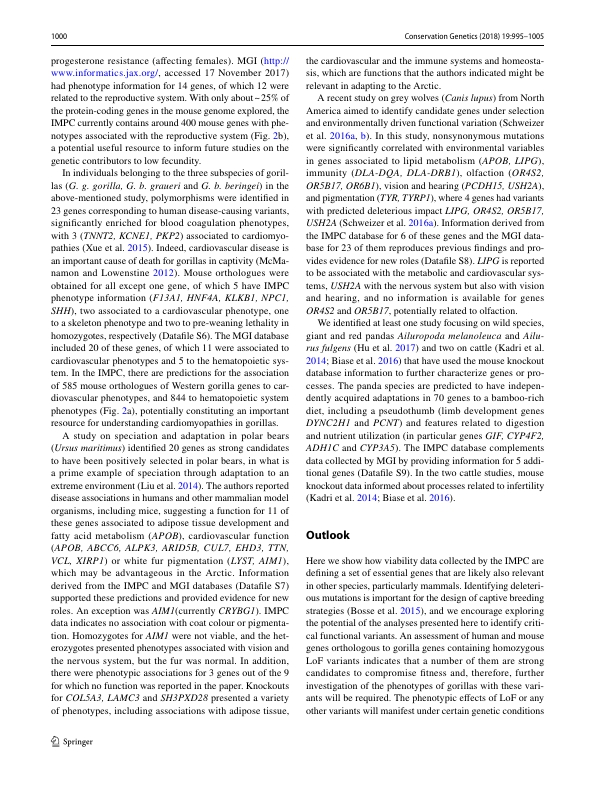 1000
Conservation Genetics (2018) 19:995–1005
progesterone resistance (affecting females). MGI (http://
www.informatics.jax.org/, accessed 17 November 2017)
had phenotype information for 14 genes, of which 12 were
related to the reproductive system. With only about ~ 25% of
the protein-coding genes in the mouse genome explored, the
IMPC currently contains around 400 mouse genes with phe-
notypes associated with the reproductive system (Fig. 2b),
a potential useful resource to inform future studies on the
genetic contributors to low fecundity.
In individuals belonging to the three subspecies of goril-
las (G. g. gorilla, G. b. graueri and G. b. beringei) in the
above-mentioned study, polymorphisms were identified in
23 genes corresponding to human disease-causing variants,
significantly enriched for blood coagulation phenotypes,
with 3 (TNNT2, KCNE1, PKP2) associated to cardiomyo-
pathies (Xue et al. 2015). Indeed, cardiovascular disease is
an important cause of death for gorillas in captivity (McMa-
namon and Lowenstine 2012). Mouse orthologues were
obtained for all except one gene, of which 5 have IMPC
phenotype information (F13A1, HNF4A, KLKB1, NPC1,
SHH), two associated to a cardiovascular phenotype, one
to a skeleton phenotype and two to pre-weaning lethality in
homozygotes, respectively (Datafile S6). The MGI database
included 20 of these genes, of which 11 were associated to
cardiovascular phenotypes and 5 to the hematopoietic sys-
tem. In the IMPC, there are predictions for the association
of 585 mouse orthologues of Western gorilla genes to car-
diovascular phenotypes, and 844 to hematopoietic system
phenotypes (Fig. 2a), potentially constituting an important
resource for understanding cardiomyopathies in gorillas.
A study on speciation and adaptation in polar bears
(Ursus maritimus) identified 20 genes as strong candidates
to have been positively selected in polar bears, in what is
a prime example of speciation through adaptation to an
extreme environment (Liu et al. 2014). The authors reported
disease associations in humans and other mammalian model
organisms, including mice, suggesting a function for 11 of
these genes associated to adipose tissue development and
fatty acid metabolism (APOB), cardiovascular function
(APOB, ABCC6, ALPK3, ARID5B, CUL7, EHD3, TTN,
VCL, XIRP1) or white fur pigmentation (LYST, AIM1),
which may be advantageous in the Arctic. Information
derived from the IMPC and MGI databases (Datafile S7)
supported these predictions and provided evidence for new
roles. An exception was AIM1(currently CRYBG1). IMPC
data indicates no association with coat colour or pigmenta-
tion. Homozygotes for AIM1 were not viable, and the het-
erozygotes presented phenotypes associated with vision and
the nervous system, but the fur was normal. In addition,
there were phenotypic associations for 3 genes out of the 9
for which no function was reported in the paper. Knockouts
for COL5A3, LAMC3 and SH3PXD28 presented a variety
of phenotypes, including associations with adipose tissue,
the cardiovascular and the immune systems and homeosta-
sis, which are functions that the authors indicated might be
relevant in adapting to the Arctic.
A recent study on grey wolves (Canis lupus) from North
America aimed to identify candidate genes under selection
and environmentally driven functional variation (Schweizer
et al. 2016a, b). In this study, nonsynonymous mutations
were significantly correlated with environmental variables
in genes associated to lipid metabolism (APOB, LIPG),
immunity (DLA-DQA, DLA-DRB1), olfaction (OR4S2,
OR5B17, OR6B1), vision and hearing (PCDH15, USH2A),
and pigmentation (TYR, TYRP1), where 4 genes had variants
with predicted deleterious impact LIPG, OR4S2, OR5B17,
USH2A (Schweizer et al. 2016a). Information derived from
the IMPC database for 6 of these genes and the MGI data-
base for 23 of them reproduces previous findings and pro-
vides evidence for new roles (Datafile S8). LIPG is reported
to be associated with the metabolic and cardiovascular sys-
tems, USH2A with the nervous system but also with vision
and hearing, and no information is available for genes
OR4S2 and OR5B17, potentially related to olfaction.
We identified at least one study focusing on wild species,
giant and red pandas Ailuropoda melanoleuca and Ailu-
rus fulgens (Hu et al. 2017) and two on cattle (Kadri et al.
2014; Biase et al. 2016) that have used the mouse knockout
database information to further characterize genes or pro-
cesses. The panda species are predicted to have indepen-
dently acquired adaptations in 70 genes to a bamboo-rich
diet, including a pseudothumb (limb development genes
DYNC2H1 and PCNT) and features related to digestion
and nutrient utilization (in particular genes GIF, CYP4F2,
ADH1C and CYP3A5). The IMPC database complements
data collected by MGI by providing information for 5 addi-
tional genes (Datafile S9). In the two cattle studies, mouse
knockout data informed about processes related to infertility
(Kadri et al. 2014; Biase et al. 2016).
Outlook
Here we show how viability data collected by the IMPC are
defining a set of essential genes that are likely also relevant
in other species, particularly mammals. Identifying deleteri-
ous mutations is important for the design of captive breeding
strategies (Bosse et al. 2015), and we encourage exploring
the potential of the analyses presented here to identify criti-
cal functional variants. An assessment of human and mouse
genes orthologous to gorilla genes containing homozygous
LoF variants indicates that a number of them are strong
candidates to compromise fitness and, therefore, further
investigation of the phenotypes of gorillas with these vari-
ants will be required. The phenotypic effects of LoF or any
other variants will manifest under certain genetic conditions
Springer